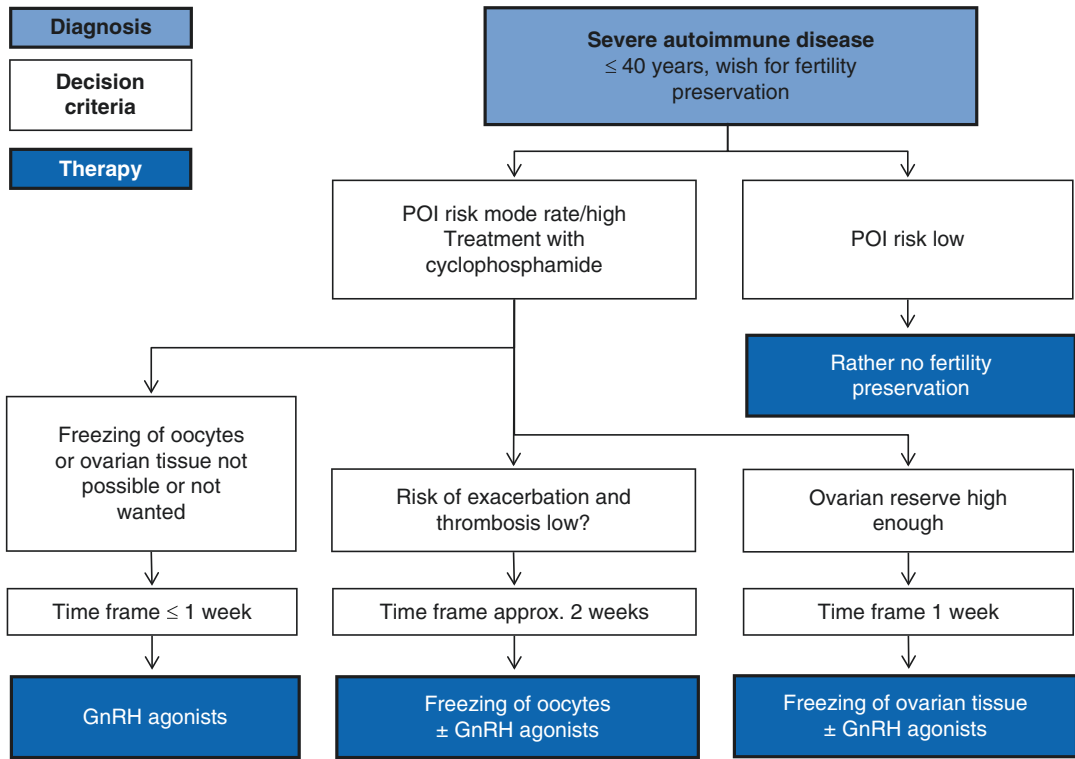 Diagnosis
Decision
criteria
Therapy
Severe autoimmune disease
≤ 40 years, wish for fertility
preservation
POI risk mode rate/high
Treatment with
cyclophosphamide
POI risk low
Rather no fertility
preservation
Freezing of oocytes
or ovarian tissue not
possible or not
wanted
Risk of exacerbation and
thrombosis low?
Ovarian reserve high
enough
Time frame ≤ 1 week
Time frame approx. 2 weeks
Time frame 1 week
GnRH agonists
Freezing of oocytes
± GnRH agonists
Freezing of ovarian tissue
± GnRH agonists